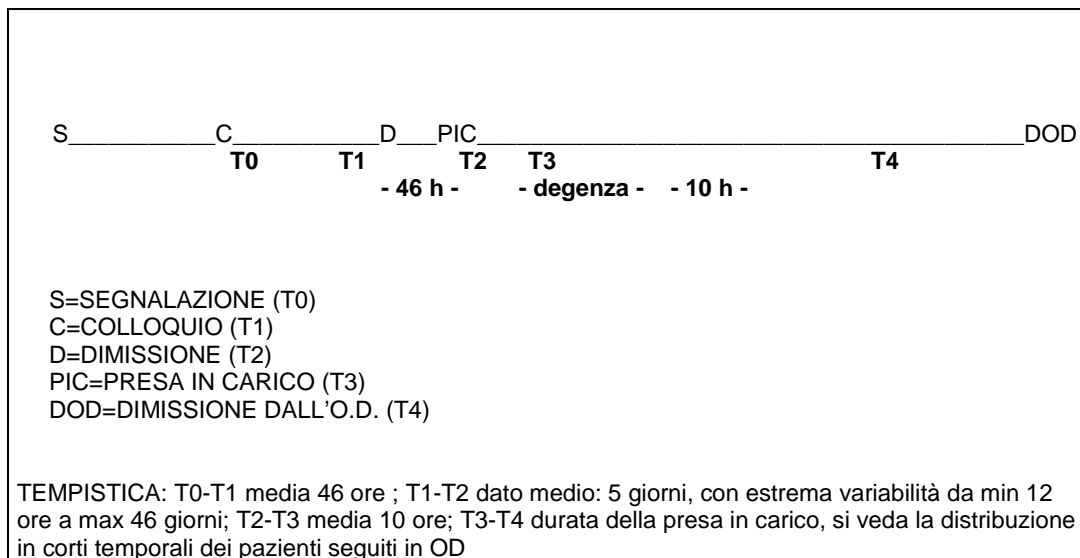 S___________C___________D___PIC_________________________________________DOD
T0 T1 T2 T3 T4
- 46 h - - degenza - - 10 h -
S=SEGNALAZIONE (T0)
C=COLLOQUIO (T1)
D=DIMISSIONE (T2)
PIC=PRESA IN CARICO (T3)
DOD=DIMISSIONE DALL'O.D. (T4)
TEMPISTICA: T0-T1 media 46 ore ; T1-T2 dato medio: 5 giorni, con estrema variabilità da min 12
ore a max 46 giorni; T2-T3 media 10 ore; T3-T4 durata della presa in carico, si veda la distribuzione
in corti temporali dei pazienti seguiti in OD